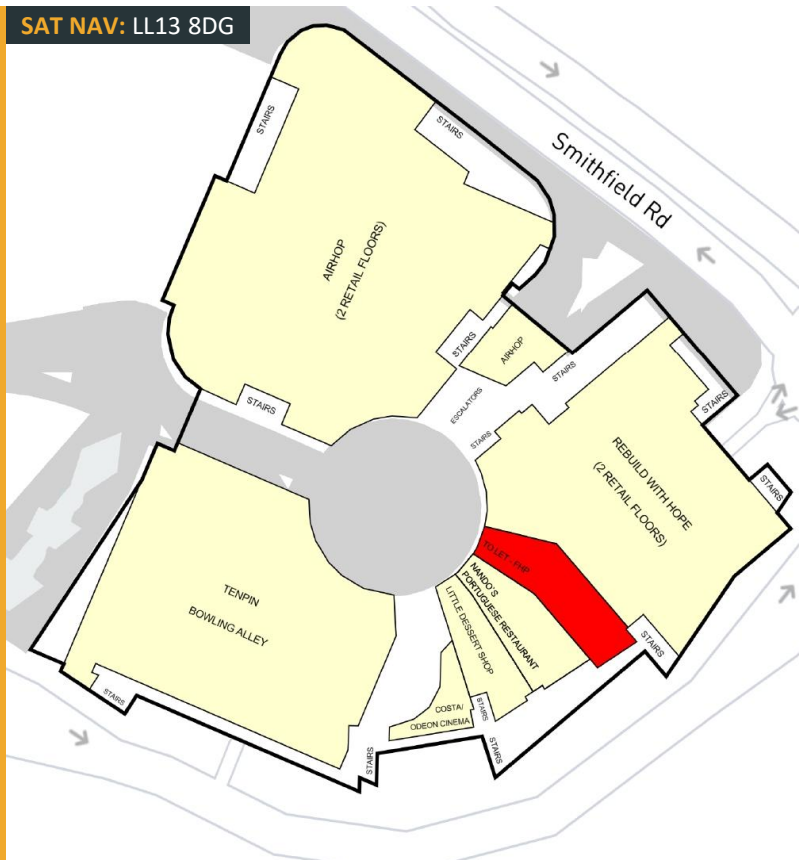 SAT NAV: LL13 8DG
Smithfield Rd
STAIRS
STAIRS
AIRHOP
(2 RETAIL FLOORS)
STAIRS
AIRHOP
STAIRS
ESCALATORS
STAIRS
STAIRS
STAIRS
REBUILD WITH HOPE
(2 RETAIL FLOORS)
STAIRS
TO LET - FHP
NANDO'S
PORTUGUESE RESTAURANT
LITTLE DESSERT SHOP
TENPIN
BOWLING ALLEY
STAIRS
COSTA/
ODEON CINEMA
STAIRS
STAIRS
STAIRS
STAIRS